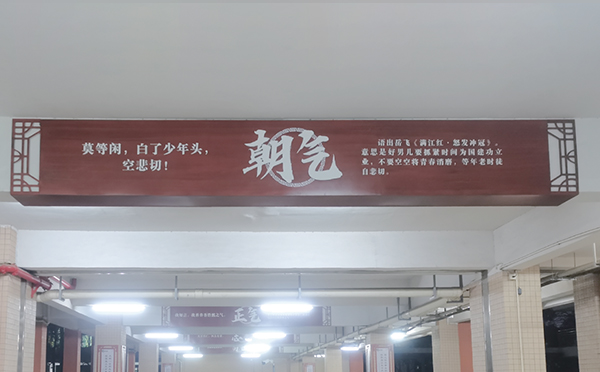 莫等闲，白了少年头，
空悲切！
朝气
语出岳飞《满江红·怒发冲冠》。
意思是好男儿要抓紧时间为国建功立
业，不要空空将青春消磨，等年老时徒
自悲切。
正气